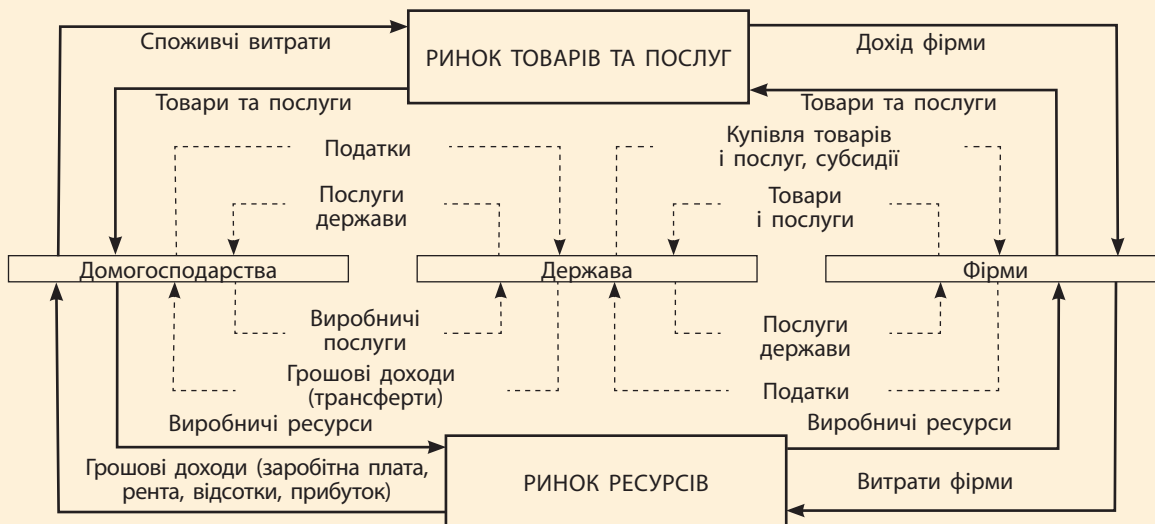 Споживчі витрати
РИНОК ТОВАРІВ ТА ПОСЛУГ
Дохід фірми
Товари та послуги
Товари та послуги
Податки
Купівля товарів
і послуг, субсидії
Послуги
держави
Товари
і послуги
Домогосподарства
Держава
Фірми
Виробничі
послуги
Послуги
держави
Грошові доходи
(трансферти)
Податки
Виробничі ресурси
Виробничі ресурси
Грошові доходи (заробітна плата,
рента, відсотки, прибуток)
РИНОК РЕСУРСІВ
Витрати фірми